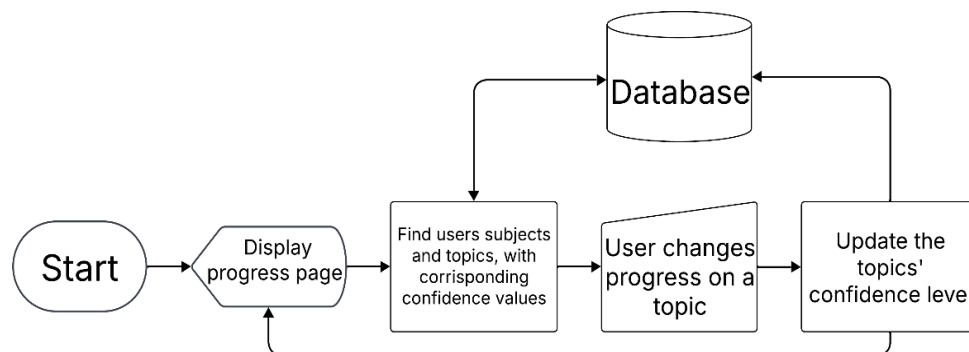 Database
Start
Display
progress page
Find users subjects
and topics, with
corrisponding
confidence values
User changes
progress on a
topic
Update the
topics'
confidence level